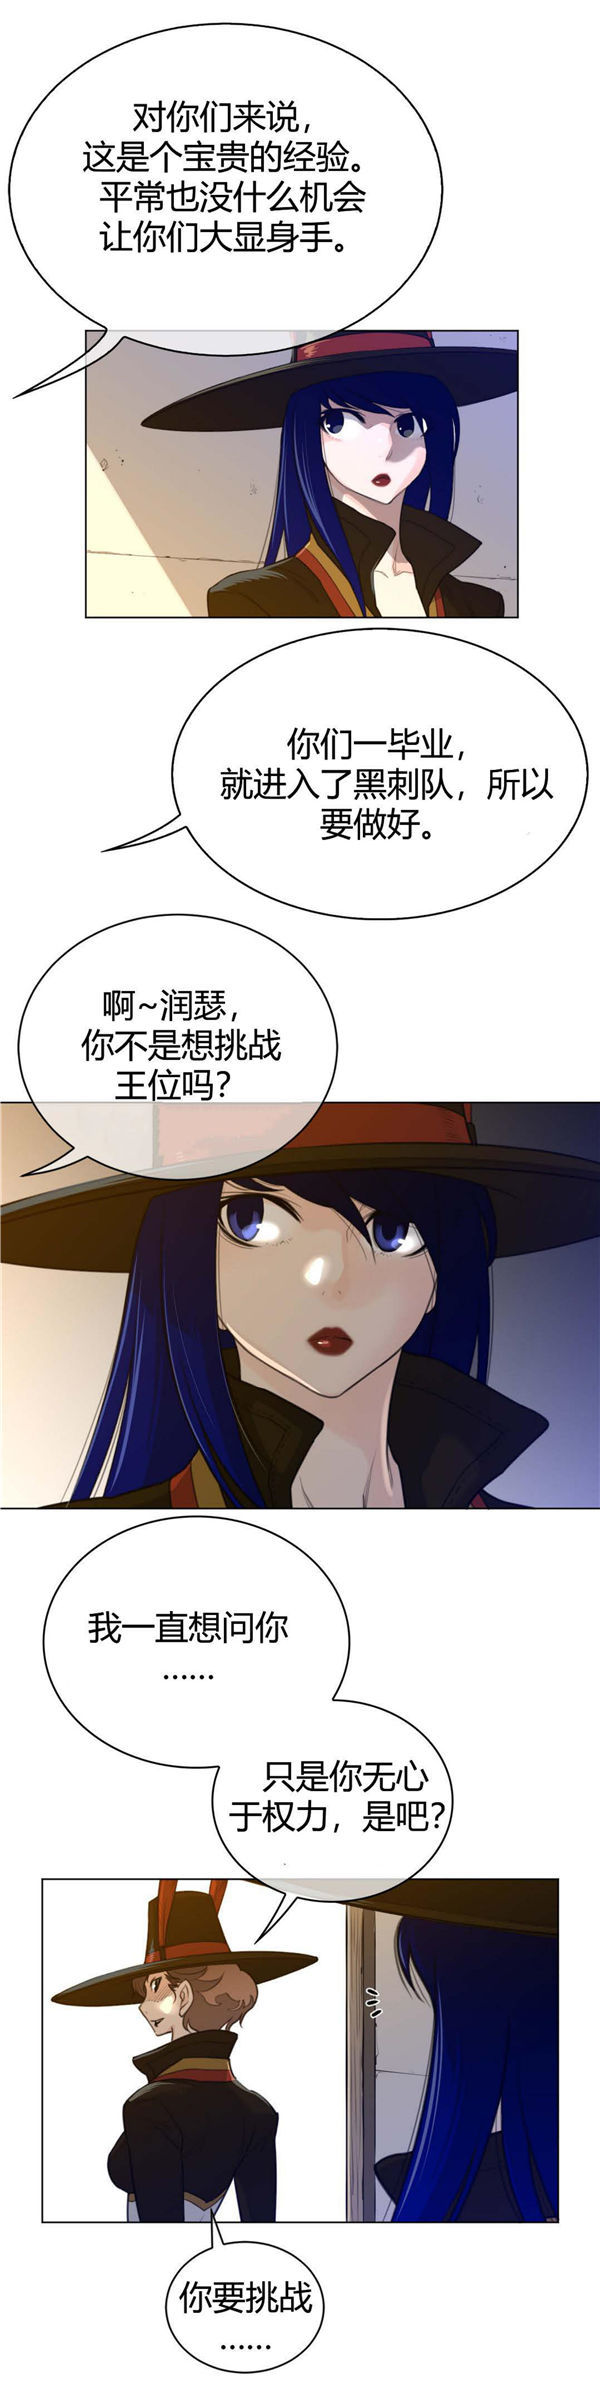 对你们来说，
这是个宝贵的经验。
平常也没什么机会
让你们大显身手。
你们一毕业，
就进入了黑刺队，所以
要做好。
啊~润瑟，
你不是想挑战
王位吗？
我一直想问你
……
只是你无心
于权力，是吧？
你要挑战
……